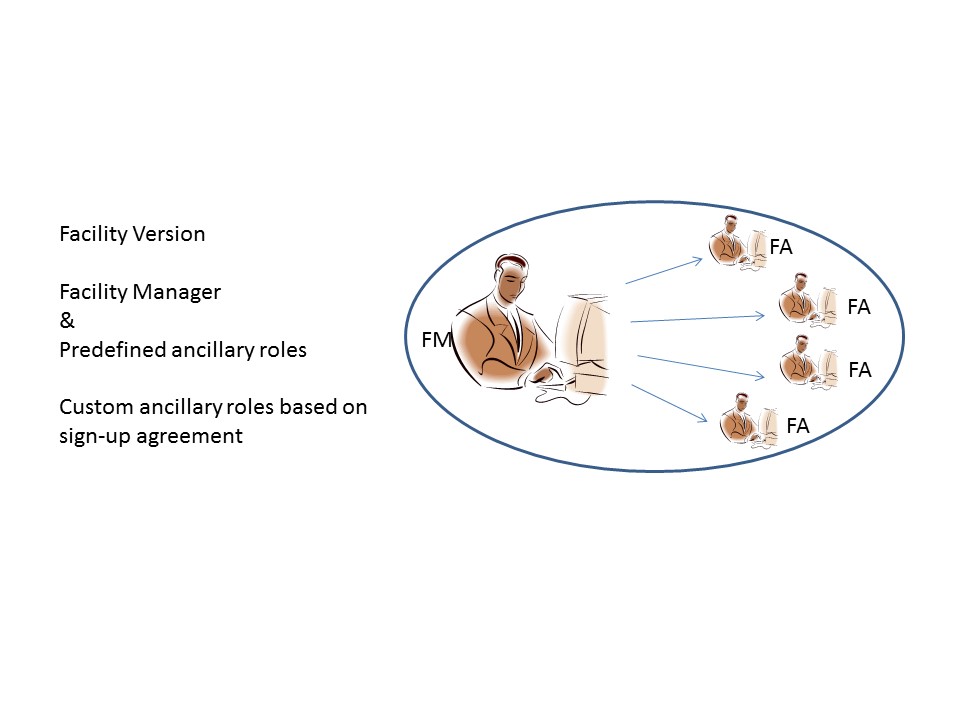 Facility Version
Facility Manager
&
Predefined ancillary roles
Custom ancillary roles based on
sign-up agreement
FM
FA
FA
FA
FA